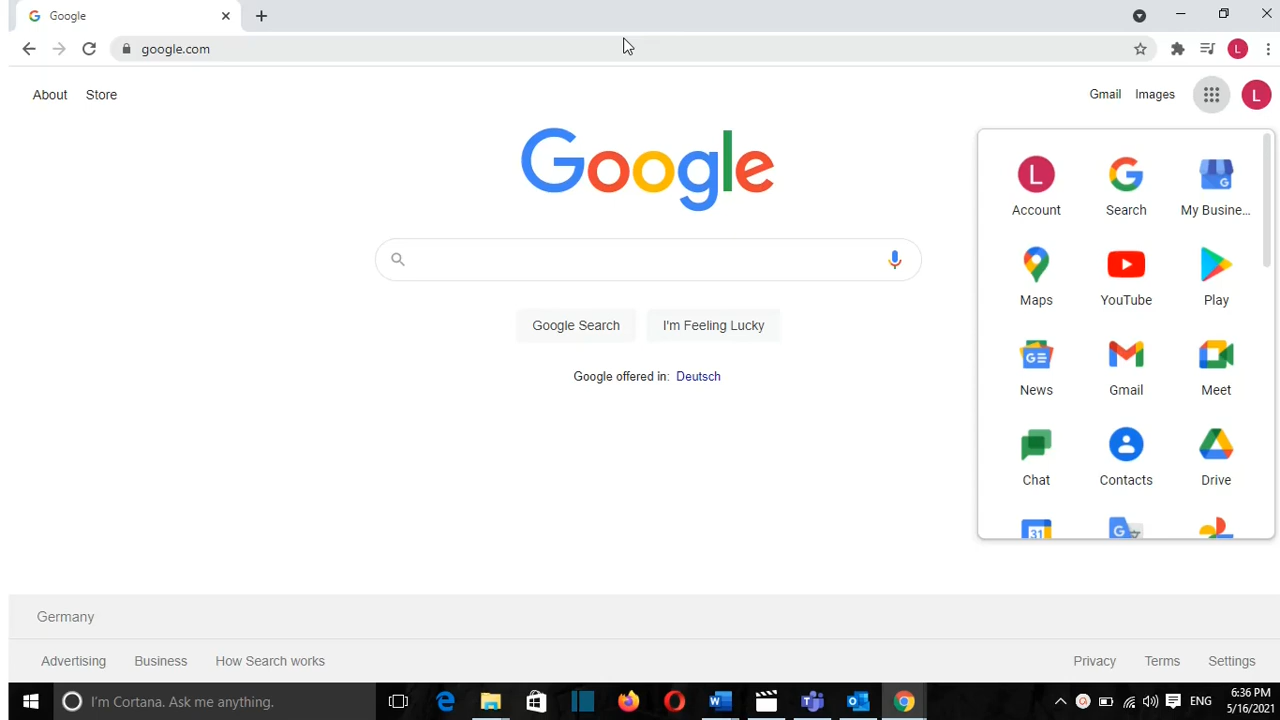 Google
google.com
L
About Store
Gmail Images
L
Google
L G G
Account Search My Busine...
Maps YouTube Play
GE
News Gmail Meet
Chat Contacts Drive
31 G
Google Search I'm Feeling Lucky
Google offered in: Deutsch
Germany
Advertising Business How Search works
Privacy Terms Settings
I'm Cortana. Ask me anything.
ENG
6:36 PM
5/16/2021